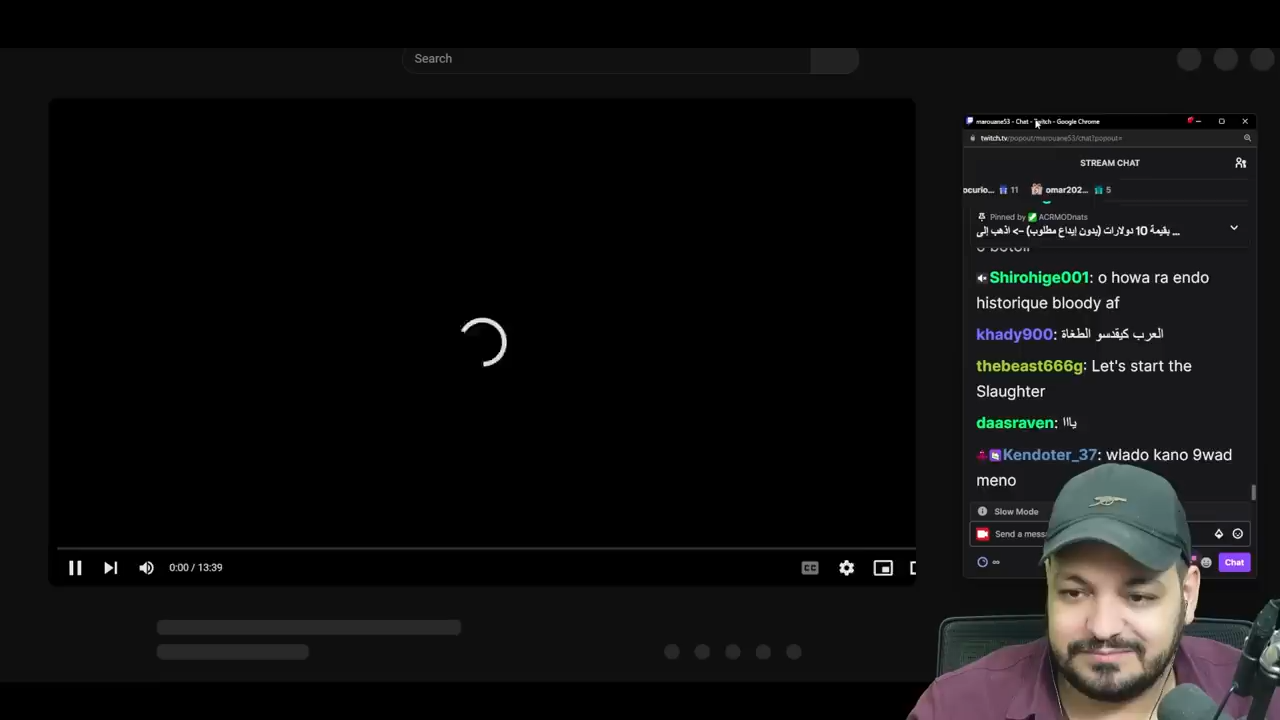 Search
marouane53 - Chat - Twitch - Google Chrome
twitch.tv/popout/marouane53/chat?popout=
STREAM CHAT
ocurio... 11 omar202... 5
Pinned by ACRMODnats
... بقيمة 10 دولارات (بدون إيداع مطلوب) -> اذهب إلى
Shirohige001: o howa ra endo
historique bloody af
khady900: العرب كيقدسو الطغاة
thebeast666g: Let's start the
Slaughter
daasraven: يااا
Kendoter_37: wlado kano 9wad
meno
Slow Mode
Send a mess
∞
Chat
0:00 / 13:39
CC